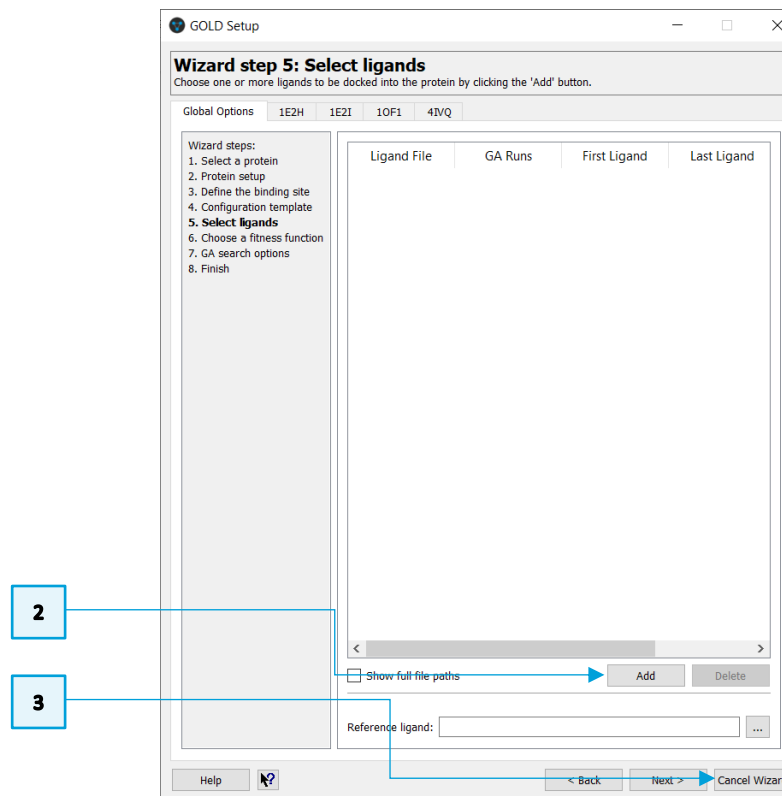 GOLD Setup
Wizard step 5: Select ligands
Choose one or more ligands to be docked into the protein by clicking the 'Add' button.
Global Options 1E2H 1E2I 1OF1 4IVQ
Wizard steps:
1. Select a protein
2. Protein setup
3. Define the binding site
4. Configuration template
5. Select ligands
6. Choose a fitness function
7. GA search options
8. Finish
Ligand File GA Runs First Ligand Last Ligand
2
Show full file paths Add Delete
3
Reference ligand: ...
Help ? < Back Next > Cancel Wizar